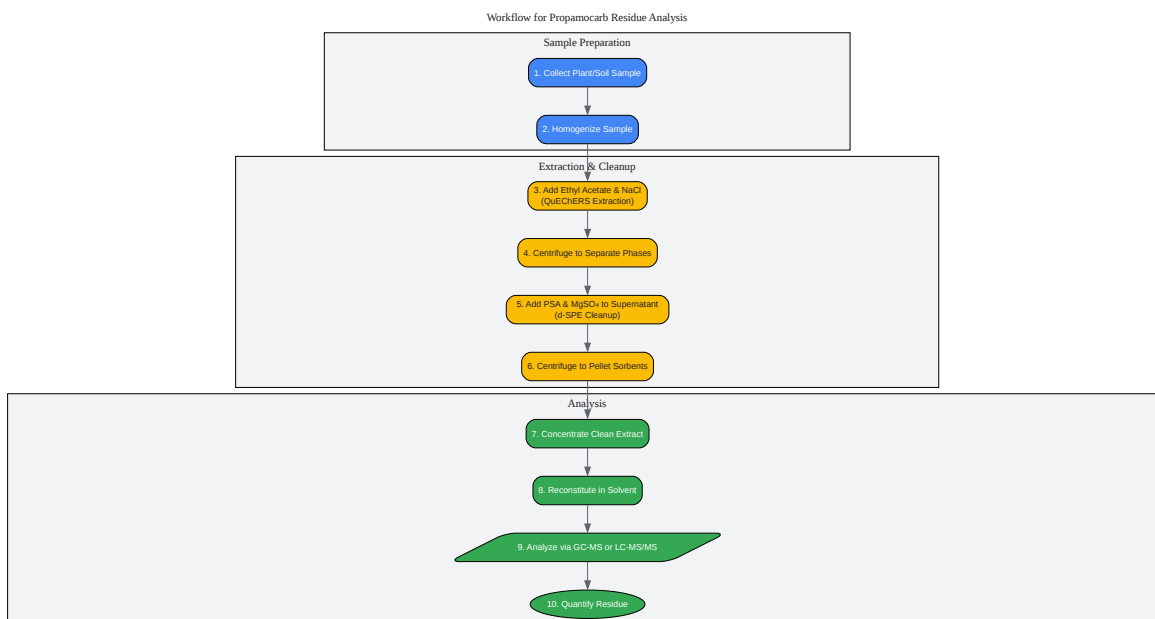 Workflow for Propamocarb Residue Analysis
Sample Preparation
1. Collect Plant/Soil Sample
2. Homogenize Sample
Extraction & Cleanup
3. Add Ethyl Acetate & NaCl
(QuEChERS Extraction)
4. Centrifuge to Separate Phases
5. Add PSA & MgSO₄ to Supernatant
(d-SPE Cleanup)
6. Centrifuge to Pellet Sorbents
Analysis
7. Concentrate Clean Extract
8. Reconstitute in Solvent
9. Analyze via GC-MS or LC-MS/MS
10. Quantify Residue